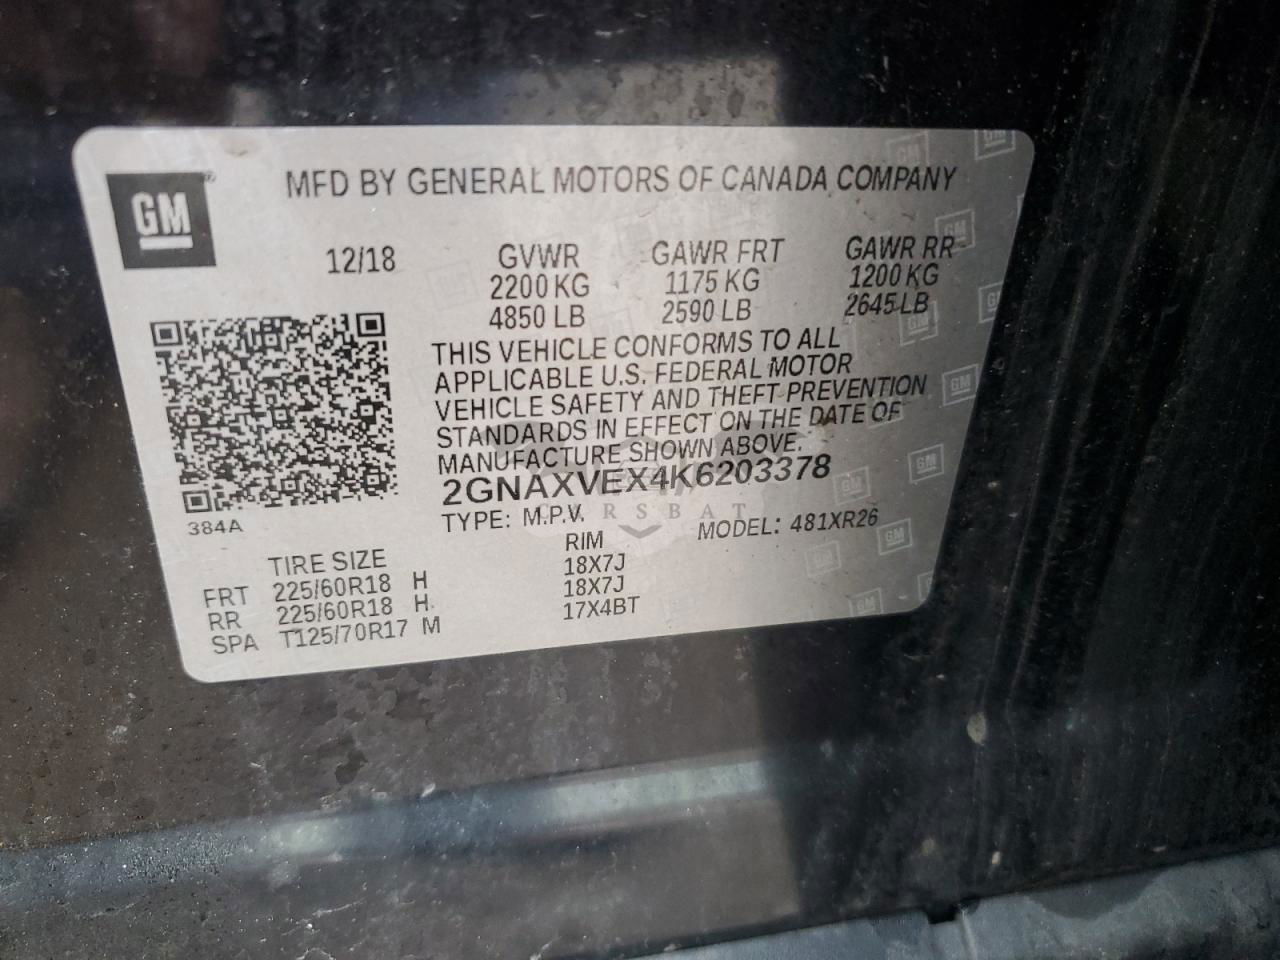 GM
MFD BY GENERAL MOTORS OF CANADA COMPANY
12/18 GVWR GAWR FRT GAWR RR
2200 KG 1175 KG 1200 KG
4850 LB 2590 LB 2645 LB
THIS VEHICLE CONFORMS TO ALL
APPLICABLE U.S. FEDERAL MOTOR
VEHICLE SAFETY AND THEFT PREVENTION
STANDARDS IN EFFECT ON THE DATE OF
MANUFACTURE SHOWN ABOVE.
2GNAXVEX4K6203378
384A TYPE: M.P.V. MODEL: 481XR26
TIRE SIZE RIM
FRT 225/60R18 H 18X7J
RR 225/60R18 H 18X7J
SPA T125/70R17 M 17X4BT